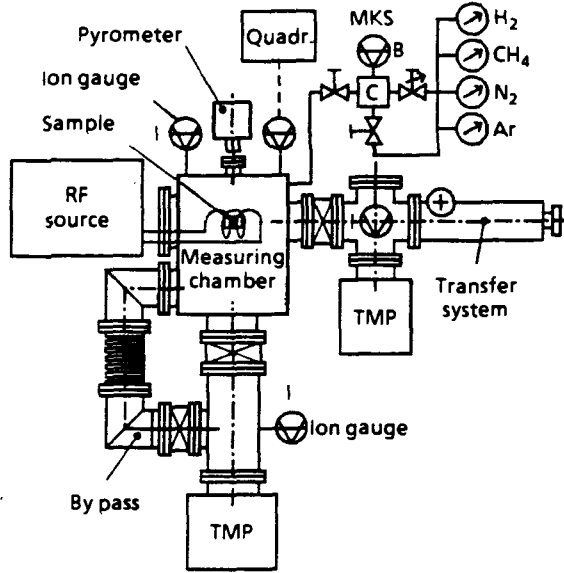 MKS
H2
Pyrometer
Quadr.
B
CH4
Ion gauge
I
C
N2
Sample
Ar
RF
source
Measuring
chamber
Transfer
system
TMP
I
Ion gauge
By pass
TMP